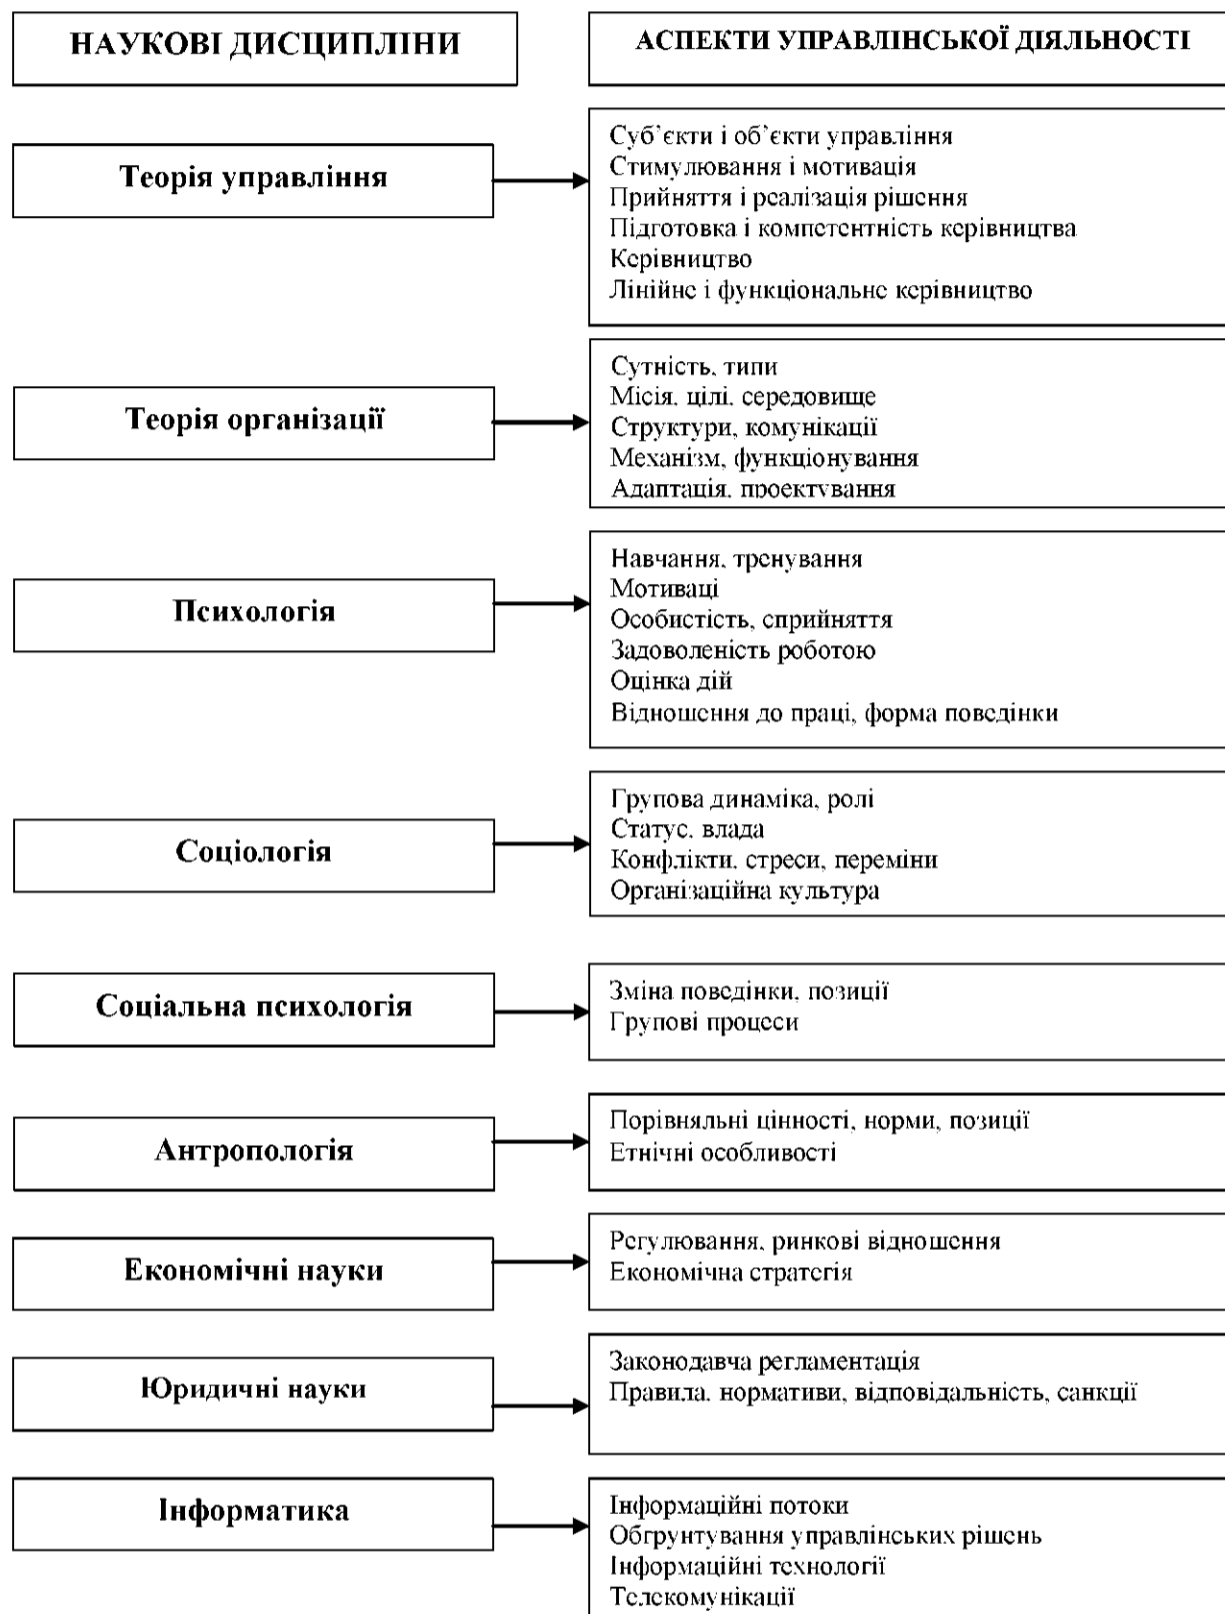 НАУКОВІ ДИСЦИПЛІНИ
АСПЕКТИ УПРАВЛІНСЬКОЇ ДІЯЛЬНОСТІ
Теорія управління
Суб’єкти і об’єкти управління
Стимулювання і мотивація
Прийняття і реалізація рішення
Підготовка і компетентність керівництва
Керівництво
Лінійне і функціональне керівництво
Теорія організації
Сутність, типи
Місія, цілі, середовище
Структури, комунікації
Механізм, функціонування
Адаптація, проектування
Психологія
Навчання, тренування
Мотиваці
Особистість, сприйняття
Задоволеність роботою
Оцінка дій
Відношення до праці, форма поведінки
Соціологія
Групова динаміка, ролі
Статус, влада
Конфлікти, стреси, переміни
Організаційна культура
Соціальна психологія
Зміна поведінки, позиції
Групові процеси
Антропологія
Порівняльні цінності, норми, позиції
Етнічні особливості
Економічні науки
Регулювання, ринкові відношення
Економічна стратегія
Юридичні науки
Законодавча регламентація
Правила, нормативи, відповідальність, санкції
Інформатика
Інформаційні потоки
Обгрунтування управлінських рішень
Інформаційні технології
Телекомунікації